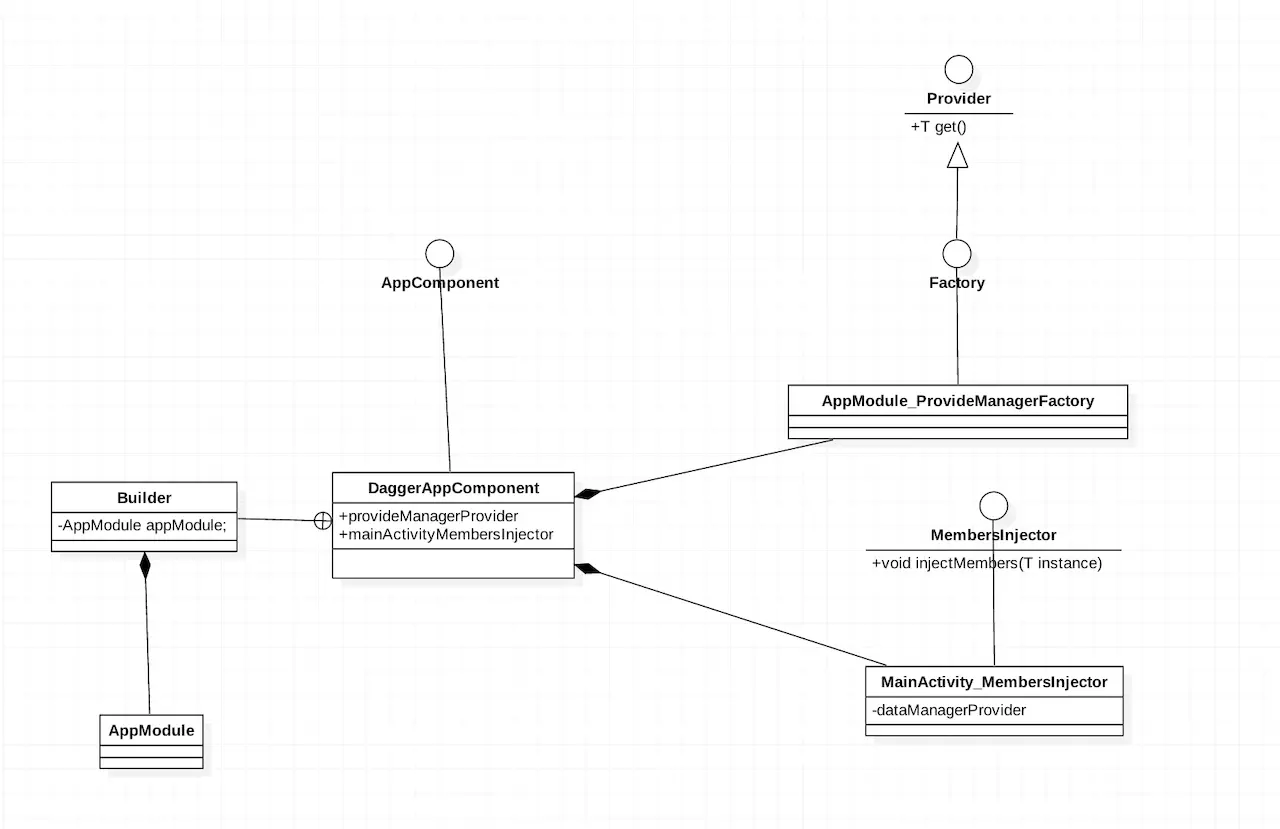 Provider
+T get()
AppComponent
Factory
AppModule_ProvideManagerFactory
DaggerAppComponent
+provideManagerProvider
+mainActivityMembersInjector
Builder
-AppModule appModule;
MembersInjector
+void injectMembers(T instance)
MainActivity_MembersInjector
-dataManagerProvider
AppModule